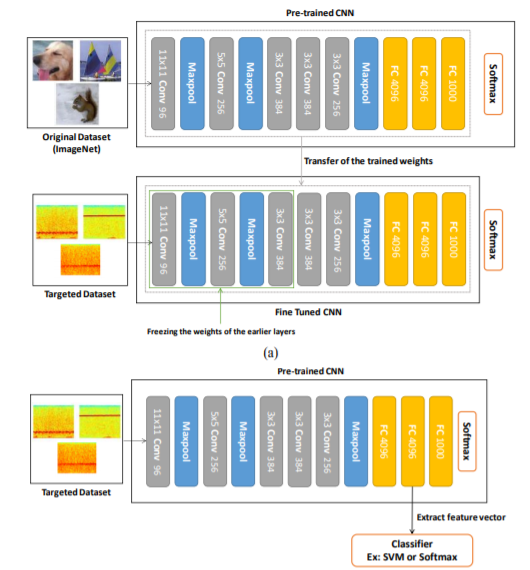 Pre-trained CNN
11x11 Conv 96
Maxpool
5x5 Conv 256
Maxpool
3x3 Conv 384
3x3 Conv 384
3x3 Conv 256
Maxpool
FC 4096
FC 4096
FC 1000
Softmax
Original Dataset
(ImageNet)
Transfer of the trained weights
11x11 Conv 96
Maxpool
5x5 Conv 256
Maxpool
3x3 Conv 384
3x3 Conv 384
3x3 Conv 256
Maxpool
FC 4096
FC 4096
FC 1000
Softmax
Targeted Dataset
Fine Tuned CNN
Freezing the weights of the earlier layers
(a)
Pre-trained CNN
11x11 Conv 96
Maxpool
5x5 Conv 256
Maxpool
3x3 Conv 384
3x3 Conv 384
3x3 Conv 256
Maxpool
FC 4096
FC 4096
FC 1000
Softmax
Targeted Dataset
Extract feature vector
Classifier
Ex: SVM or Softmax